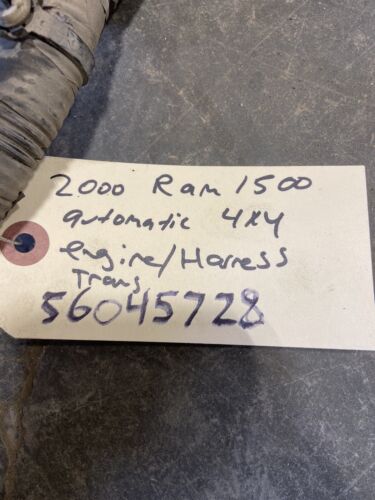 2000 Ram 1500
automatic 4x4
engine/Harness
Trans
56045728